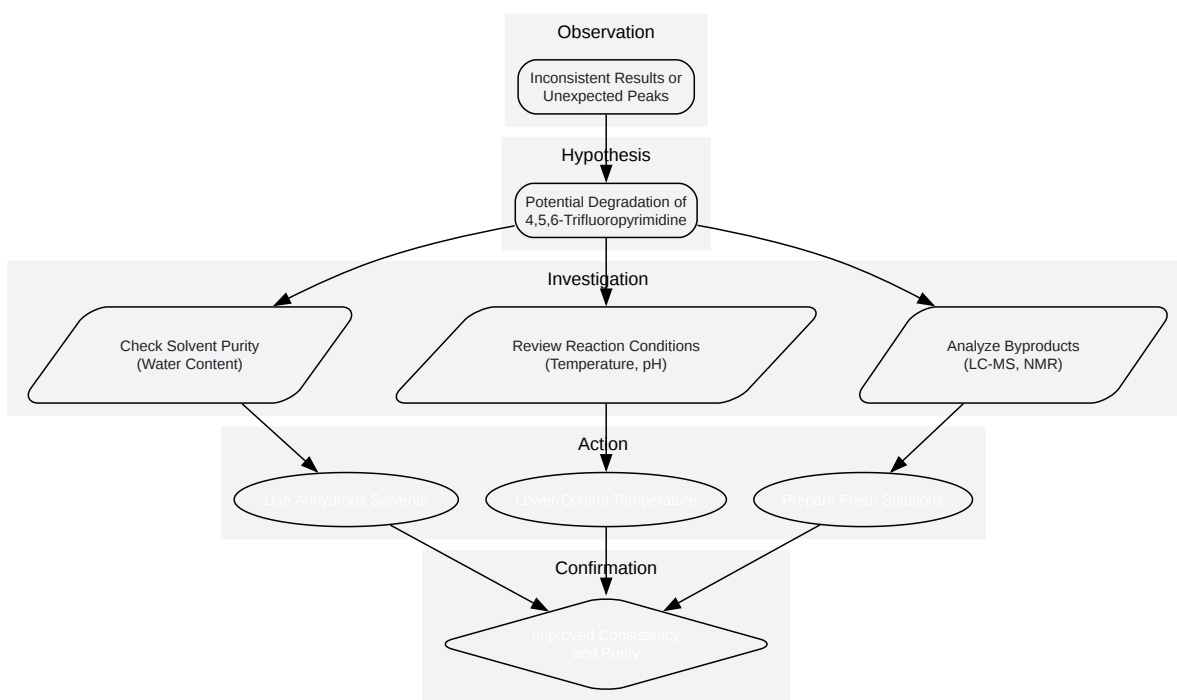 Observation
Inconsistent Results or
Unexpected Peaks
Hypothesis
Potential Degradation of
4,5,6-Trifluoropyrimidine
Investigation
Check Solvent Purity
(Water Content)
Review Reaction Conditions
(Temperature, pH)
Analyze Byproducts
(LC-MS, NMR)
Action
Use Anhydrous Solvents
Lower/Control Temperature
Prepare Fresh Solutions
Confirmation
Improved Consistency
and Purity